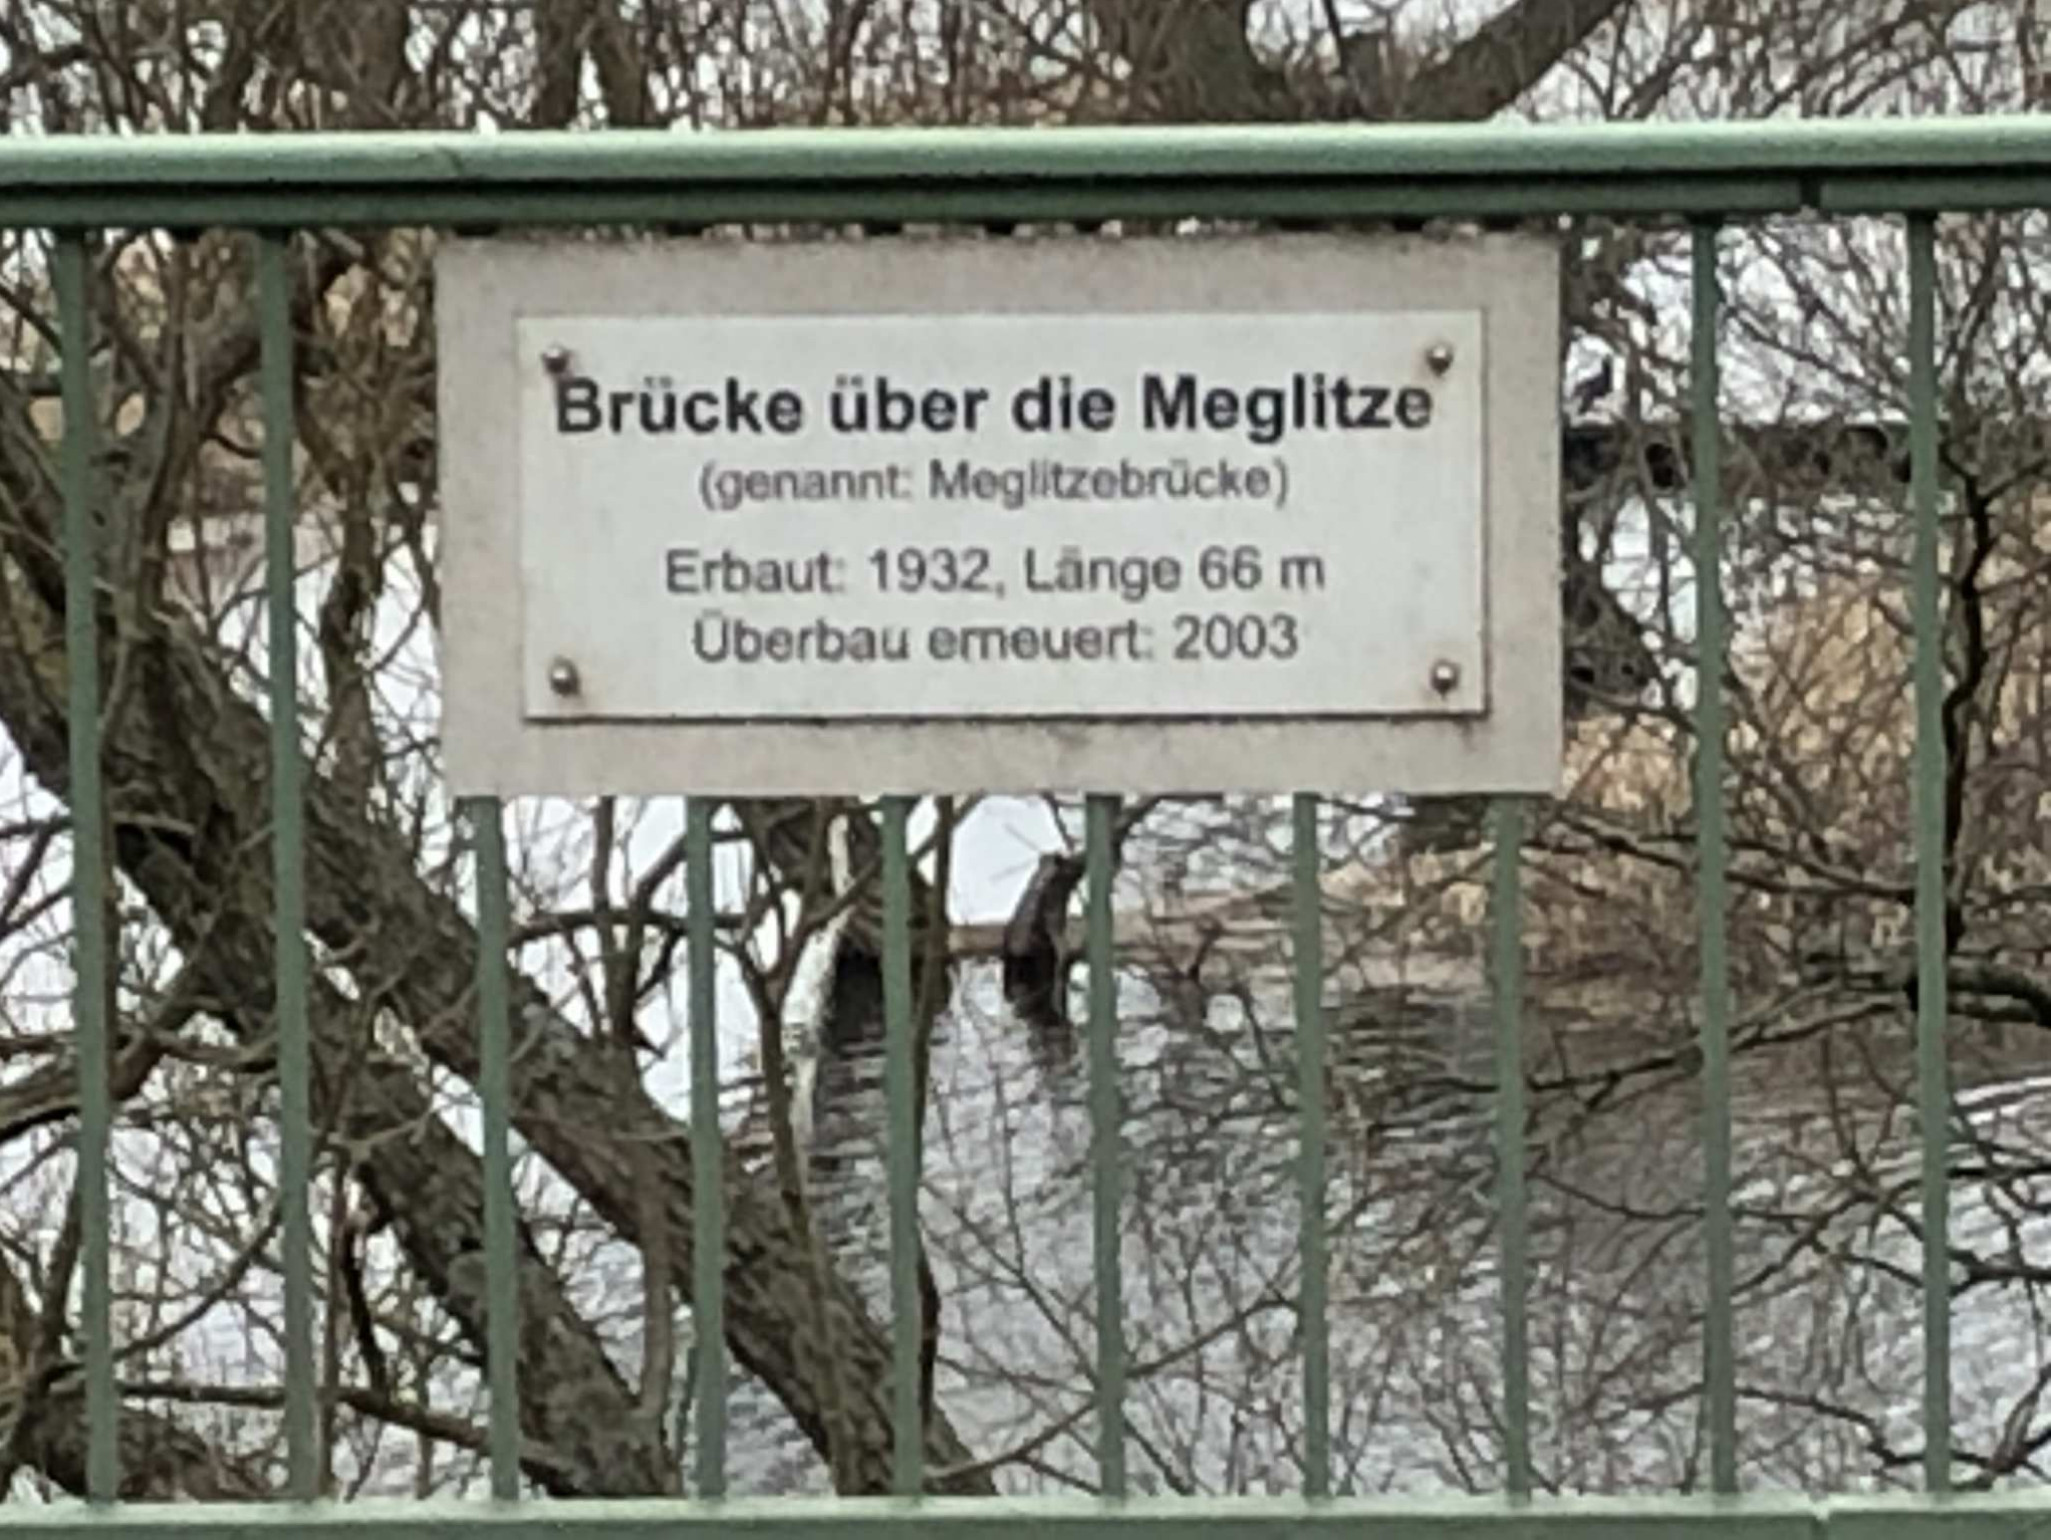 Brücke über die Meglitze
(genannt: Meglitzebrücke)
Erbaut: 1932, Länge 66 m
Überbau erneuert: 2003